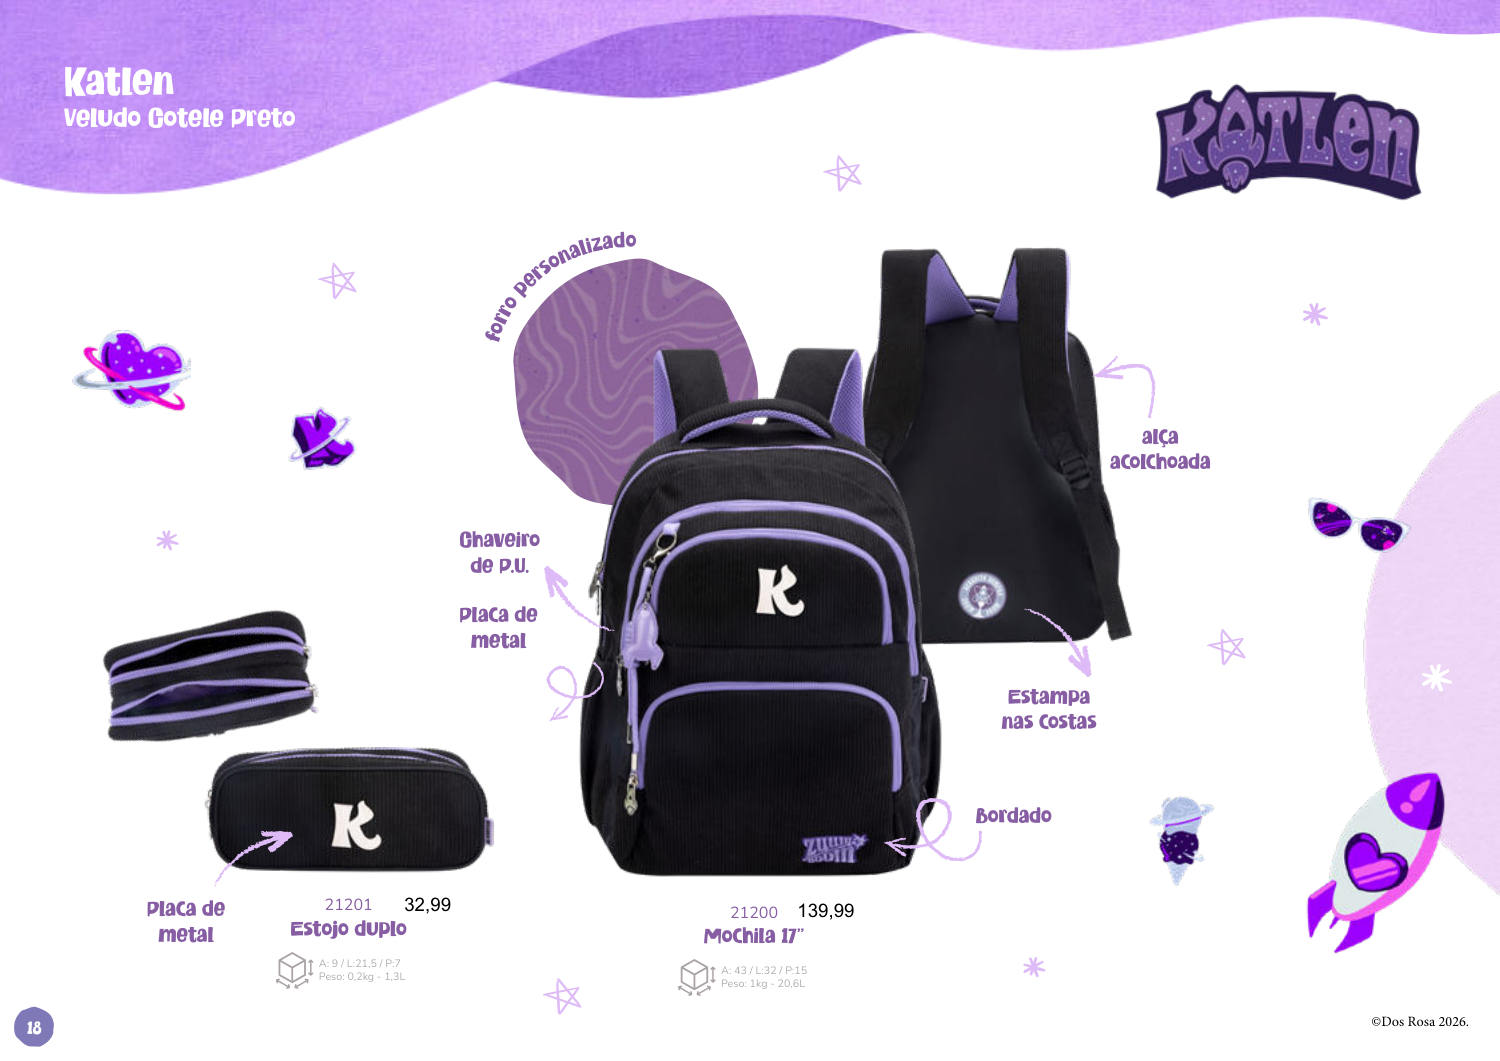 Katlen
Veludo Cotele Preto
KATLEN
forro personalizado
alça
acolchoada
Chaveiro
de P.U.
Placa de
metal
K
Estampa
nas costas
Bordado
K
Placa de
metal
21201 32,99
Estojo duplo
A: 9 / L:21,5 / P:7
Peso: 0,2kg - 1,3L
21200 139,99
Mochila 17”
A: 43 / L:32 / P:15
Peso: 1kg - 20,6L
18
©Dos Rosa 2026.